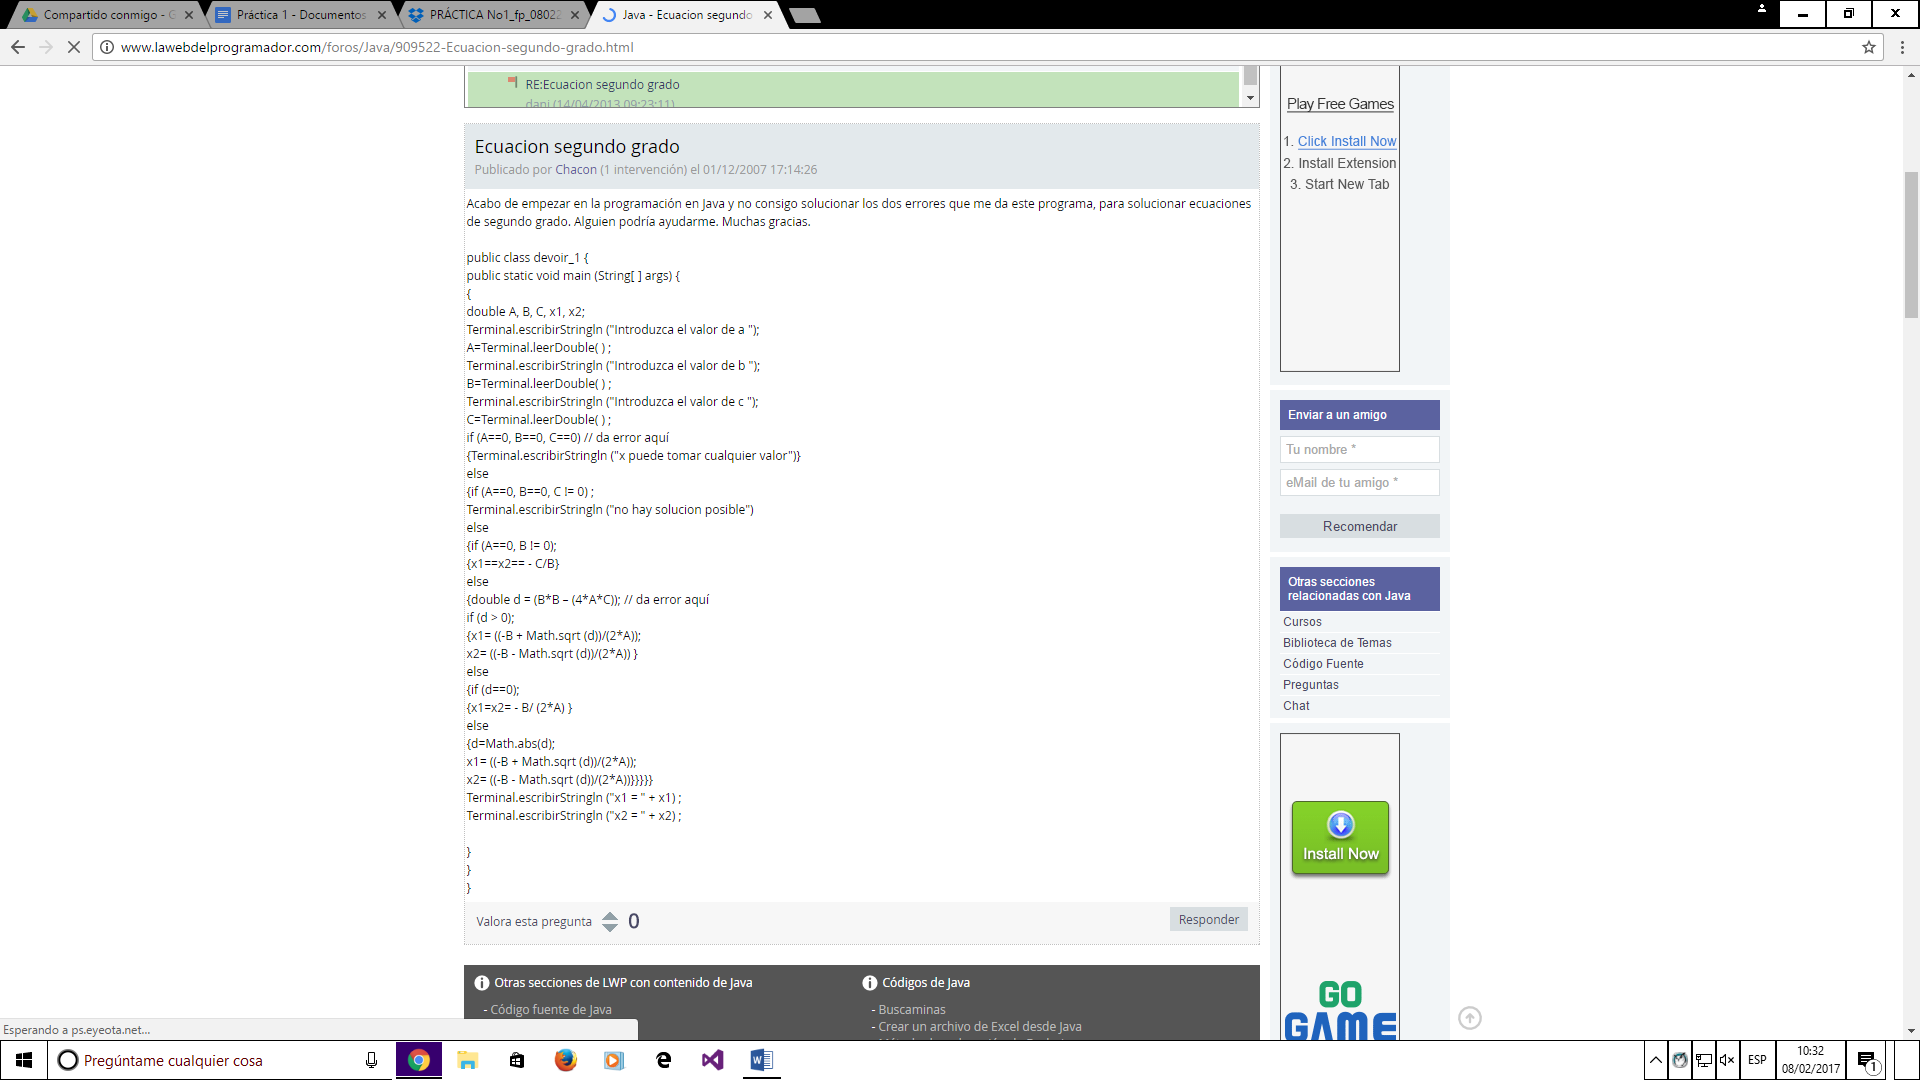 Compartido conmigo - G
Práctica 1 - Documentos
PRÁCTICA No1_fp_08022
Java - Ecuacion segundo
www.lawebdelprogramador.com/foros/Java/909522-Ecuacion-segundo-grado.html
RE:Ecuacion segundo grado
dani (14/04/2013 09:23:11)
Ecuacion segundo grado
Publicado por Chacon (1 intervención) el 01/12/2007 17:14:26
Acabo de empezar en la programación en Java y no consigo solucionar los dos errores que me da este programa, para solucionar ecuaciones
de segundo grado. Alguien podría ayudarme. Muchas gracias.
public class devoir_1 {
public static void main (String[ ] args) {
{
double A, B, C, x1, x2;
Terminal.escribirStringln ("Introduzca el valor de a ");
A=Terminal.leerDouble( ) ;
Terminal.escribirStringln ("Introduzca el valor de b ");
B=Terminal.leerDouble( ) ;
Terminal.escribirStringln ("Introduzca el valor de c ");
C=Terminal.leerDouble( ) ;
if (A==0, B==0, C==0) // da error aquí
{Terminal.escribirStringln ("x puede tomar cualquier valor")}
else
{if (A==0, B==0, C != 0) ;
Terminal.escribirStringln ("no hay solucion posible")
else
{if (A==0, B != 0);
{x1==x2== - C/B}
else
{double d = (B*B – (4*A*C)); // da error aquí
if (d > 0);
{x1= ((-B + Math.sqrt (d))/(2*A));
x2= ((-B - Math.sqrt (d))/(2*A)) }
else
{if (d==0);
{x1=x2= - B/ (2*A) }
else
{d=Math.abs(d);
x1= ((-B + Math.sqrt (d))/(2*A));
x2= ((-B - Math.sqrt (d))/(2*A))}}}}}
Terminal.escribirStringln ("x1 = " + x1) ;
Terminal.escribirStringln ("x2 = " + x2) ;
}
}
}
Valora esta pregunta 0
Responder
Otras secciones de LWP con contenido de Java
- Código fuente de Java
Códigos de Java
- Buscaminas
- Crear un archivo de Excel desde Java
Play Free Games
1. Click Install Now
2. Install Extension
3. Start New Tab
Enviar a un amigo
Tu nombre *
eMail de tu amigo *
Recomendar
Otras secciones
relacionadas con Java
Cursos
Biblioteca de Temas
Código Fuente
Preguntas
Chat
Install Now
GO
GAME
Esperando a ps.eyeota.net...
Pregúntame cualquier cosa
ESP
10:32
08/02/2017
1